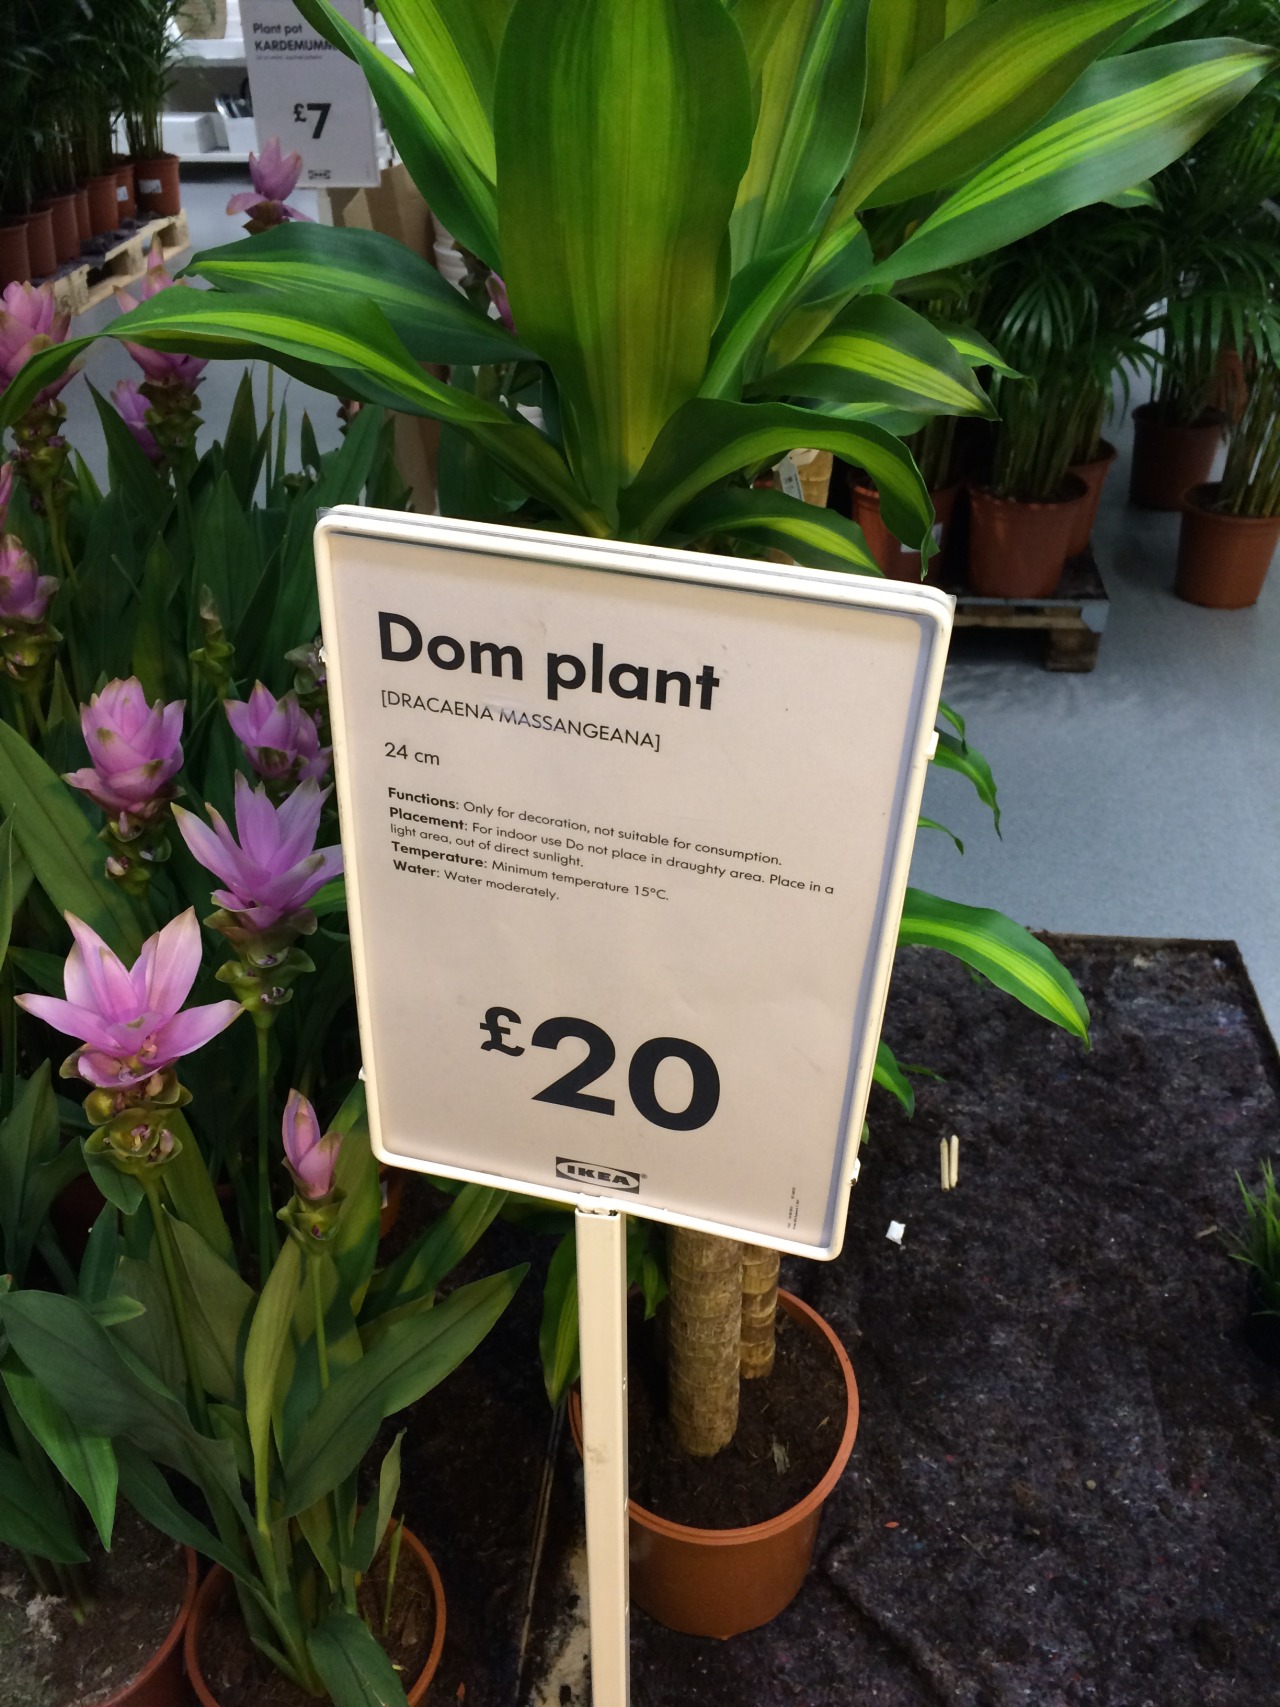 Plant pot
KARDEMUMM
£7
IKEA
Dom plant
[DRACAENA MASSANGEANA]
24 cm
Functions: Only for decoration, not suitable for consumption.
Placement: For indoor use Do not place in draughty area. Place in a
light area, out of direct sunlight.
Temperature: Minimum temperature 15°C.
Water: Water moderately.
£20
IKEA®